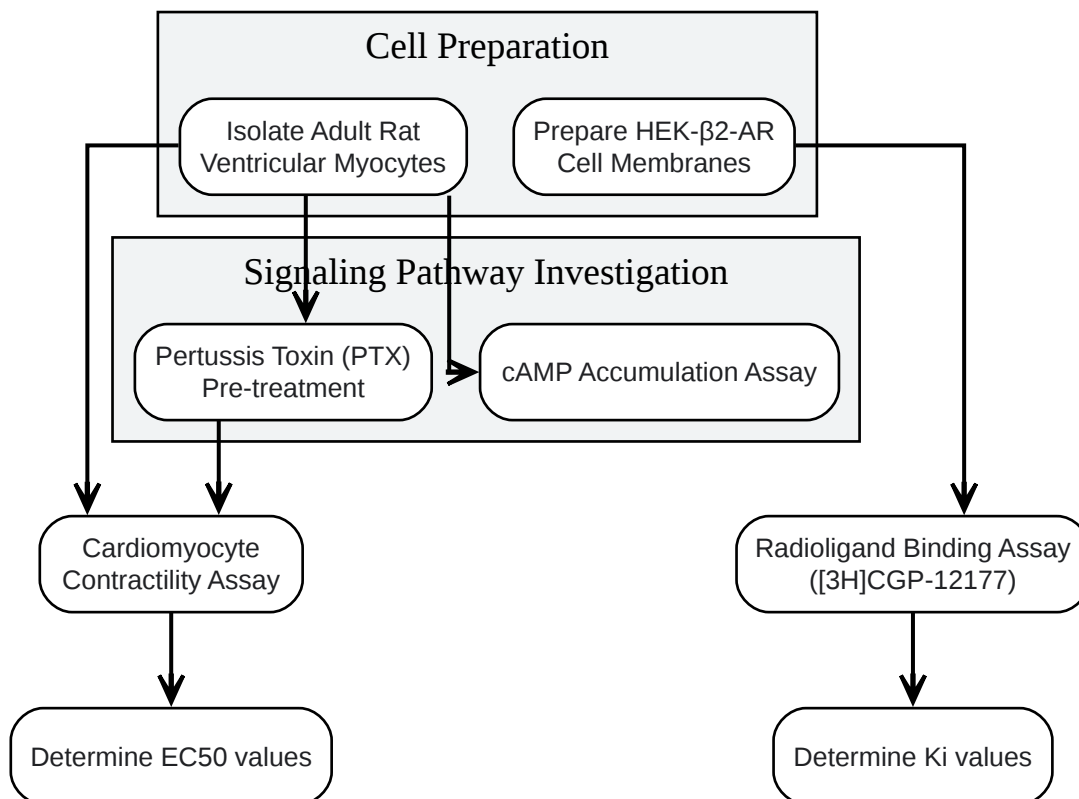 Cell Preparation
Isolate Adult Rat
Ventricular Myocytes
Prepare HEK-β2-AR
Cell Membranes
Signaling Pathway Investigation
Pertussis Toxin (PTX)
Pre-treatment
cAMP Accumulation Assay
Cardiomyocyte
Contractility Assay
Radioligand Binding Assay
([3H]CGP-12177)
Determine EC50 values
Determine Ki values